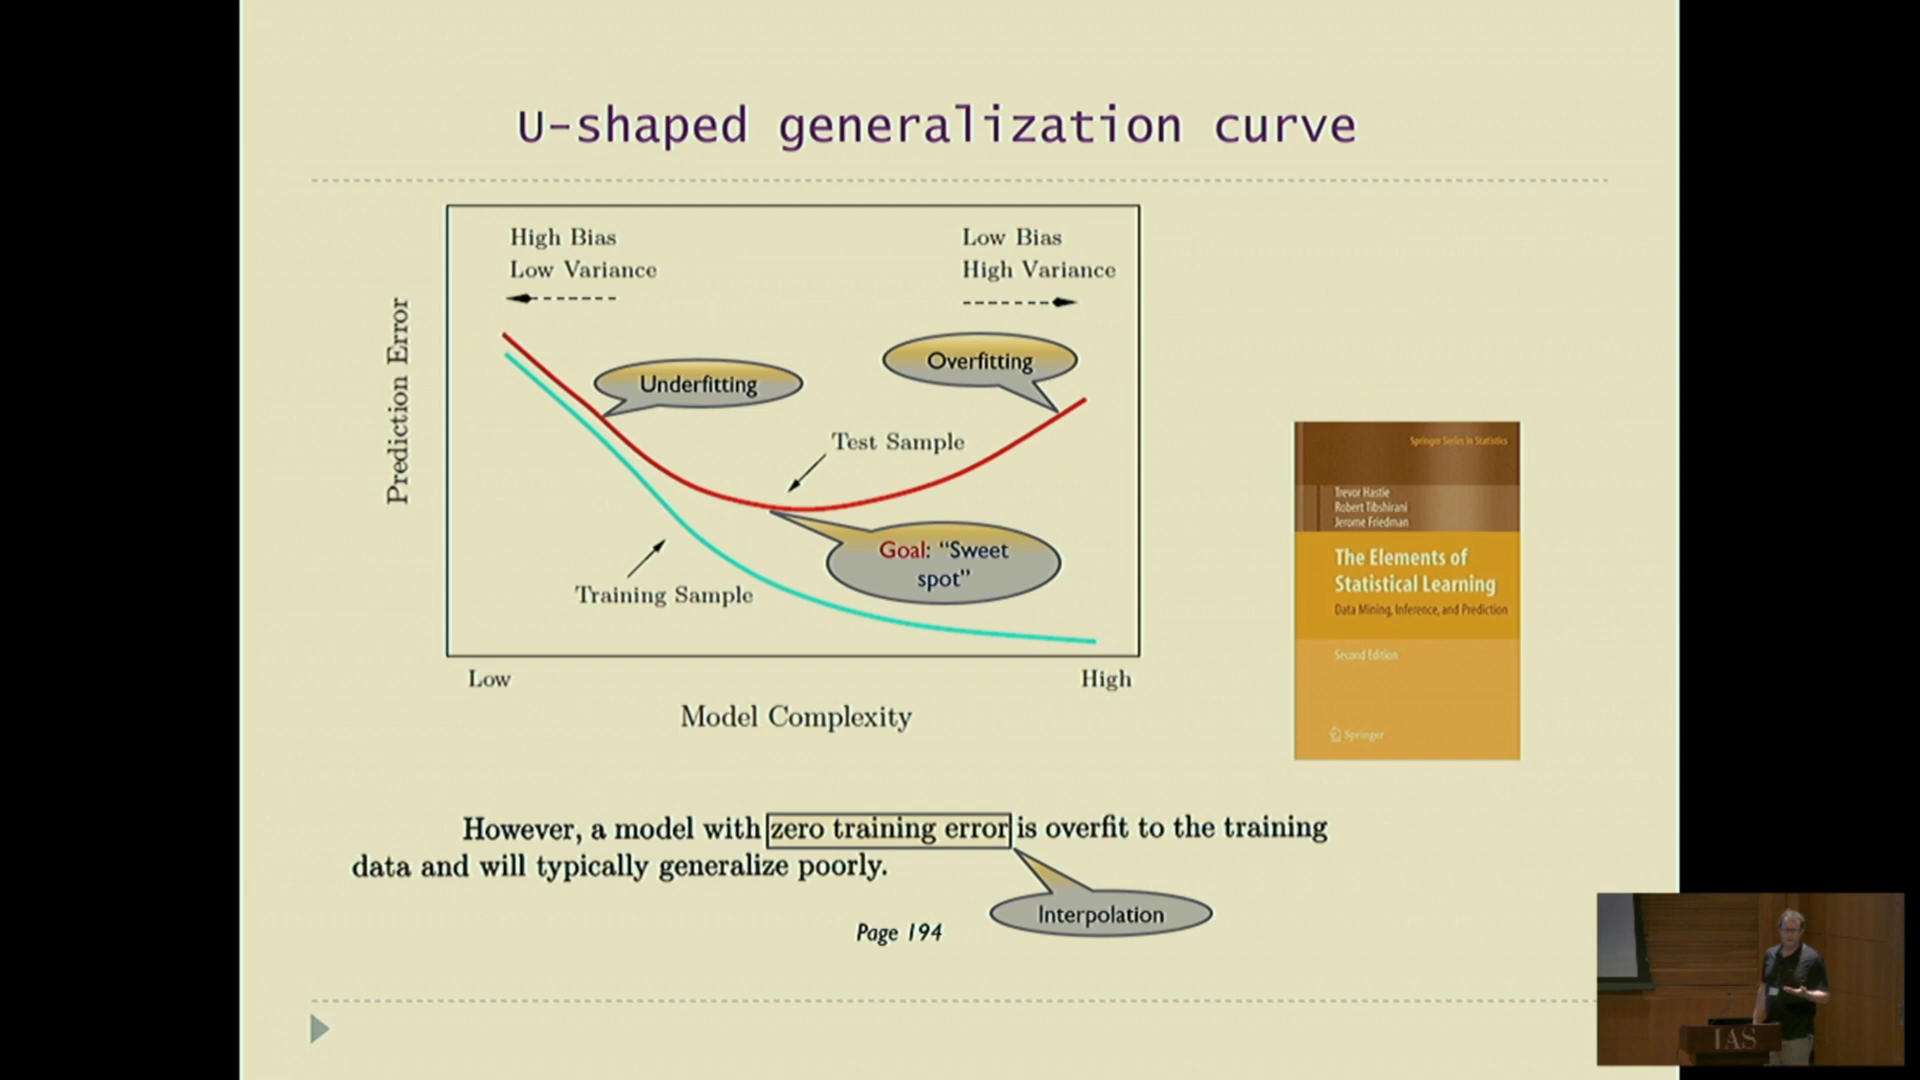 U-shaped generalization curve
High Bias
Low Variance
Low Bias
High Variance
Prediction Error
Underfitting
Overfitting
Test Sample
Goal: “Sweet
spot”
Training Sample
Low
High
Model Complexity
Springer Series in Statistics
Trevor Hastie
Robert Tibshirani
Jerome Friedman
The Elements of
Statistical Learning
Data Mining, Inference, and Prediction
Second Edition
Springer
However, a model with zero training error is overfit to the training
data and will typically generalize poorly.
Interpolation
Page 194
IAS